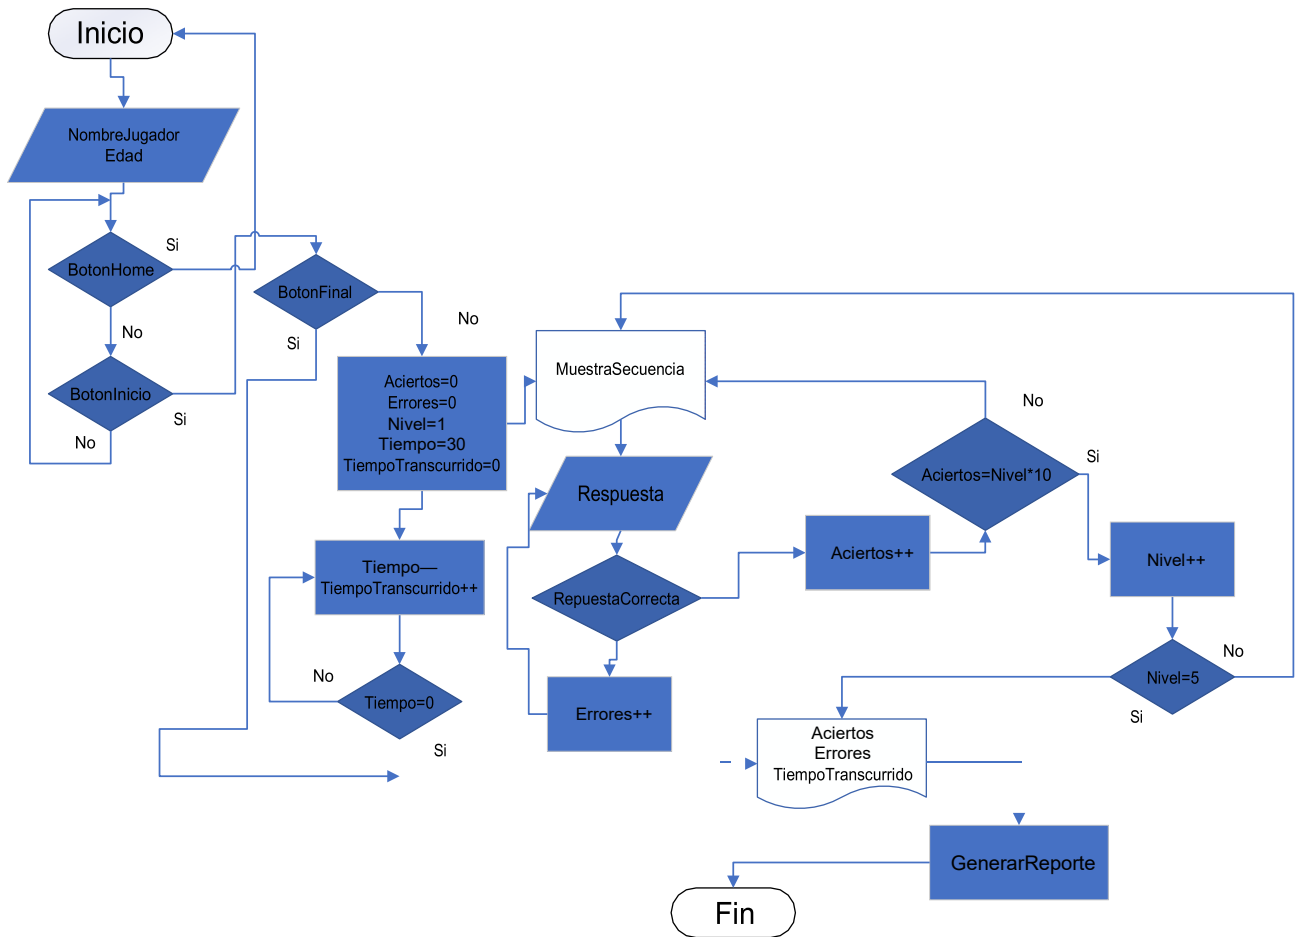 Inicio
NombreJugador
Edad
BotonHome
Si
No
BotonInicio
Si
No
BotonFinal
No
Si
Aciertos=0
Errores=0
Nivel=1
Tiempo=30
TiempoTranscurrido=0
Tiempo—
TiempoTranscurrido++
Tiempo=0
No
Si
MuestraSecuencia
Respuesta
RepuestaCorrecta
Errores++
Aciertos++
Aciertos=Nivel*10
No
Si
Nivel++
Nivel=5
No
Si
Aciertos
Errores
TiempoTranscurrido
GenerarReporte
Fin